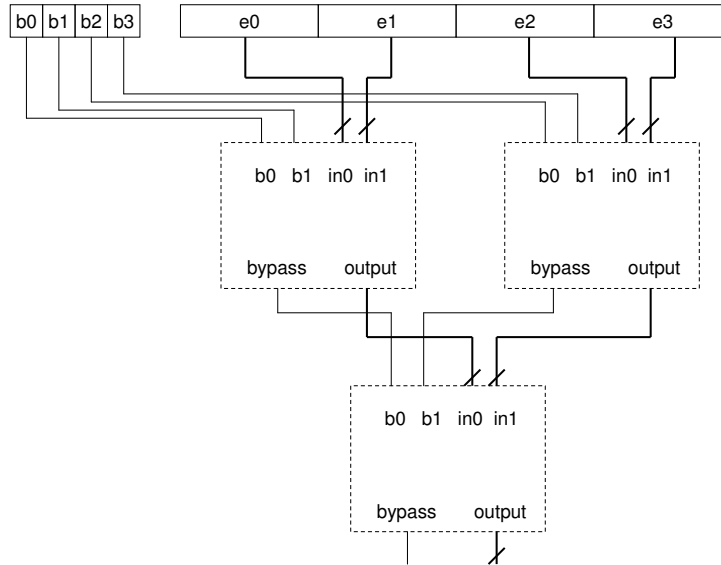 b0 b1 b2 b3 e0 e1 e2 e3
b0 b1 in0 in1 b0 b1 in0 in1
bypass output bypass output
b0 b1 in0 in1
bypass output